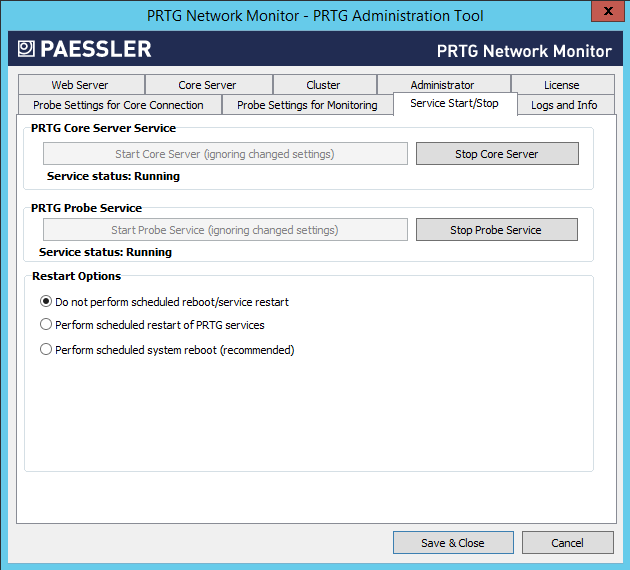 PRTG Network Monitor - PRTG Administration Tool
x
PAESSLER
PRTG Network Monitor
Web Server
Core Server
Cluster
Administrator
License
Probe Settings for Core Connection
Probe Settings for Monitoring
Service Start/Stop
Logs and Info
PRTG Core Server Service
Start Core Server (ignoring changed settings)
Stop Core Server
Service status: Running
PRTG Probe Service
Start Probe Service (ignoring changed settings)
Stop Probe Service
Service status: Running
Restart Options
Do not perform scheduled reboot/service restart
Perform scheduled restart of PRTG services
Perform scheduled system reboot (recommended)
Save & Close
Cancel